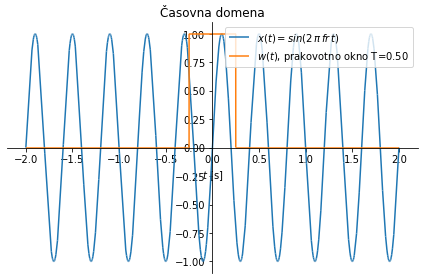 Časovna domena
x(t) = sin(2 π fr t)
w(t), prakovotno okno T=0.50
1.00
0.75
0.50
0.25
0.00
−2.0 −1.5 −1.0 −0.5 0.0 0.5 1.0 1.5 2.0
−0.25
t [s]
−0.50
−0.75
−1.00